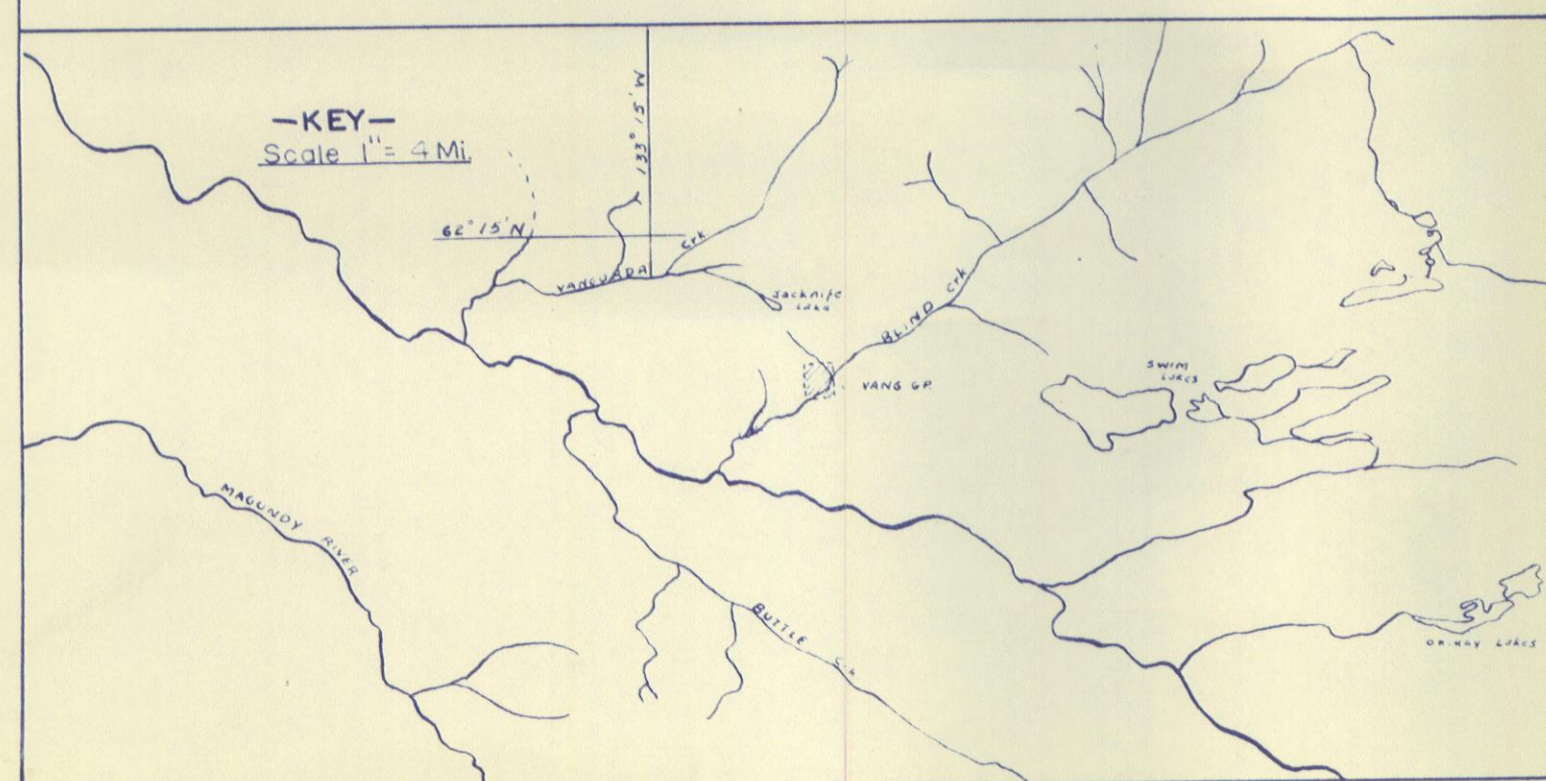 —KEY—
Scale 1" = 4 Mi.
133° 15' W
62° 15' N
VANGUARD Crk
Jacknife
Lake
BLIND Crk
VANG GP.
SWIM
LAKES
MAGUNDY RIVER
BUTTLE Crk
LAKES